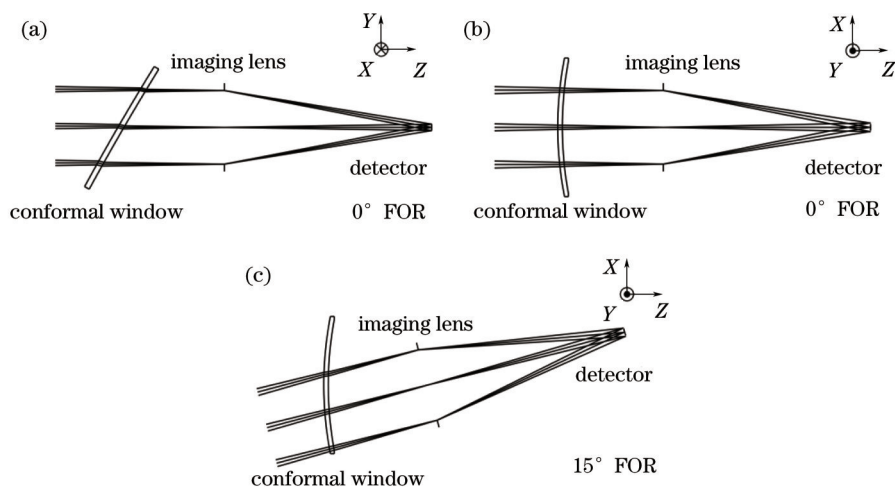 (a)
Y
X
Z
imaging lens
detector
conformal window
0° FOR
(b)
X
Y
Z
imaging lens
detector
conformal window
0° FOR
(c)
X
Y
Z
imaging lens
detector
conformal window
15° FOR